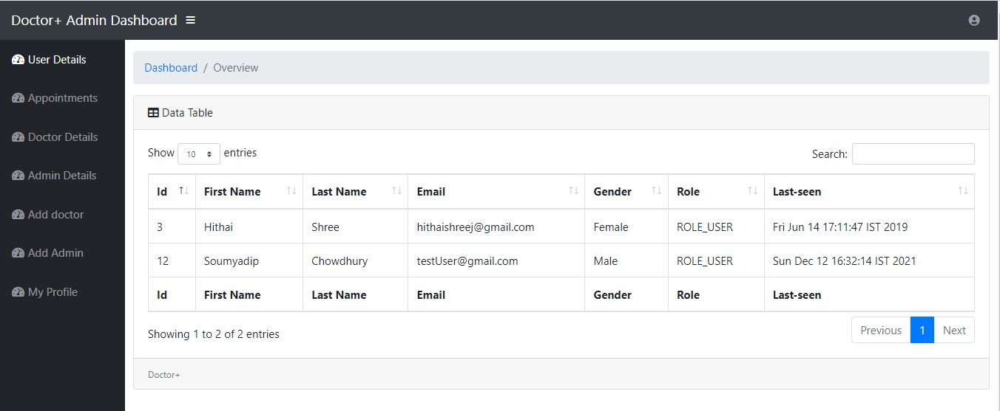 Doctor+ Admin Dashboard
User Details
Appointments
Doctor Details
Admin Details
Add doctor
Add Admin
My Profile
Dashboard / Overview
Data Table
Show 10 entries Search:
Id First Name Last Name Email Gender Role Last-seen
3 Hithai Shree hithaishreej@gmail.com Female ROLE_USER Fri Jun 14 17:11:47 IST 2019
12 Soumyadip Chowdhury testUser@gmail.com Male ROLE_USER Sun Dec 12 16:32:14 IST 2021
Id First Name Last Name Email Gender Role Last-seen
Showing 1 to 2 of 2 entries Previous 1 Next
Doctor+